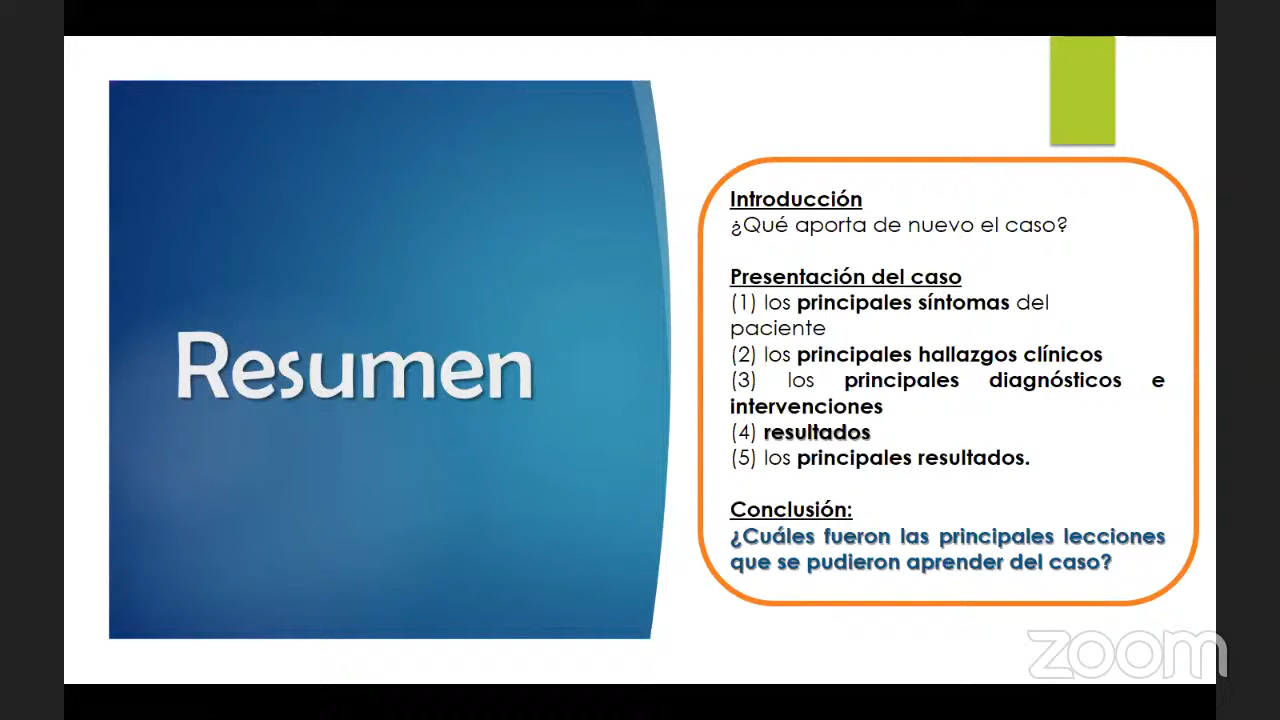 Resumen
Introducción
¿Qué aporta de nuevo el caso?
Presentación del caso
(1) los principales síntomas del
paciente
(2) los principales hallazgos clínicos
(3) los principales diagnósticos e
intervenciones
(4) resultados
(5) los principales resultados.
Conclusión:
¿Cuáles fueron las principales lecciones
que se pudieron aprender del caso?
zoom